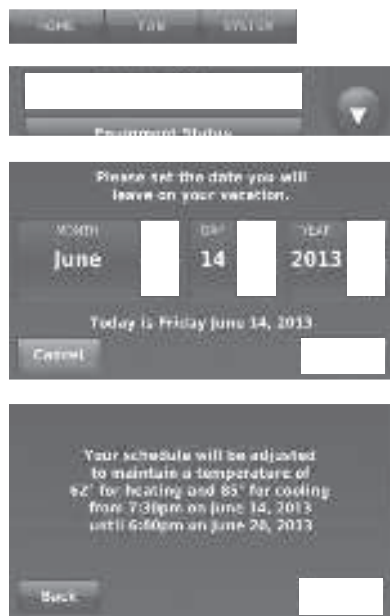 HOME FAN SYSTEM
Equipment Status
Please set the date you will
leave on your vacation.
MONTH DAY YEAR
June 14 2013
Today is Friday June 14, 2013
Cancel
Your schedule will be adjusted
to maintain a temperature of
62° for heating and 85° for cooling
from 7:30pm on June 14, 2013
until 6:00pm on June 20, 2013
Back